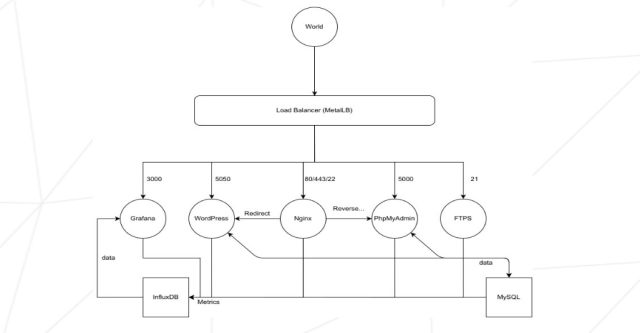 World
Load Balancer (MetalLB)
3000
5050
80/443/22
5000
21
Grafana
WordPress
Redirect
Nginx
Reverse...
PhpMyAdmin
FTPS
data
data
InfluxDB
Metrics
MySQL